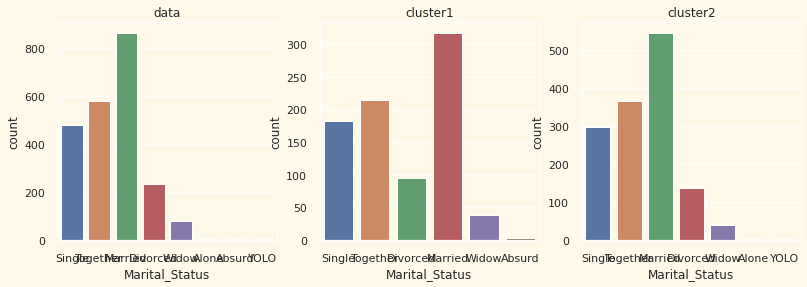 data
count
800
600
400
200
0
Single Together Married Divorced Widow Alone Absurd YOLO
Marital_Status
cluster1
count
300
250
200
150
100
50
0
Single Together Divorced Married Widow Absurd
Marital_Status
cluster2
count
500
400
300
200
100
0
Single Together Married Divorced Widow Alone YOLO
Marital_Status